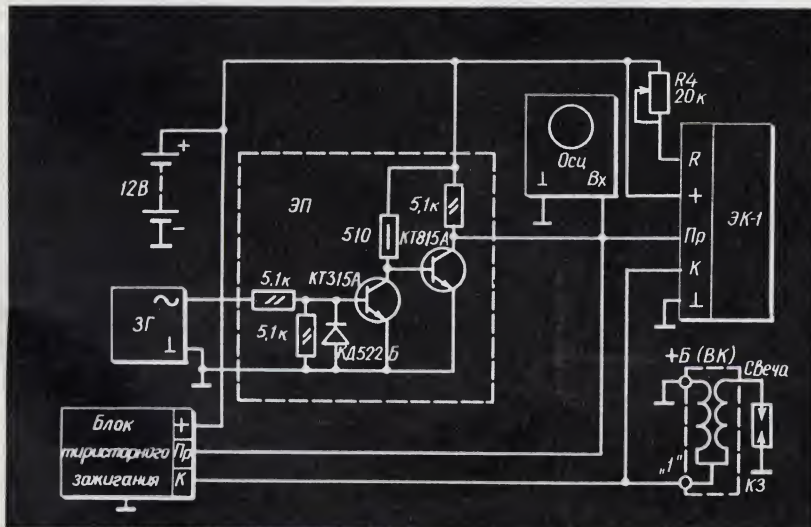 R4
20к
+
12В
−
ЭП
5,1к
510
КТ815А
КТ315А
5,1к
5,1к
КД522 Б
Осц
⊥ Вх
R
+
Пр
К
⊥
ЭК-1
ЗГ
~
⊥
Блок
тиристорного
зажигания
+
Пр
К
+Б (ВК)
Свеча
„1"
КЗ